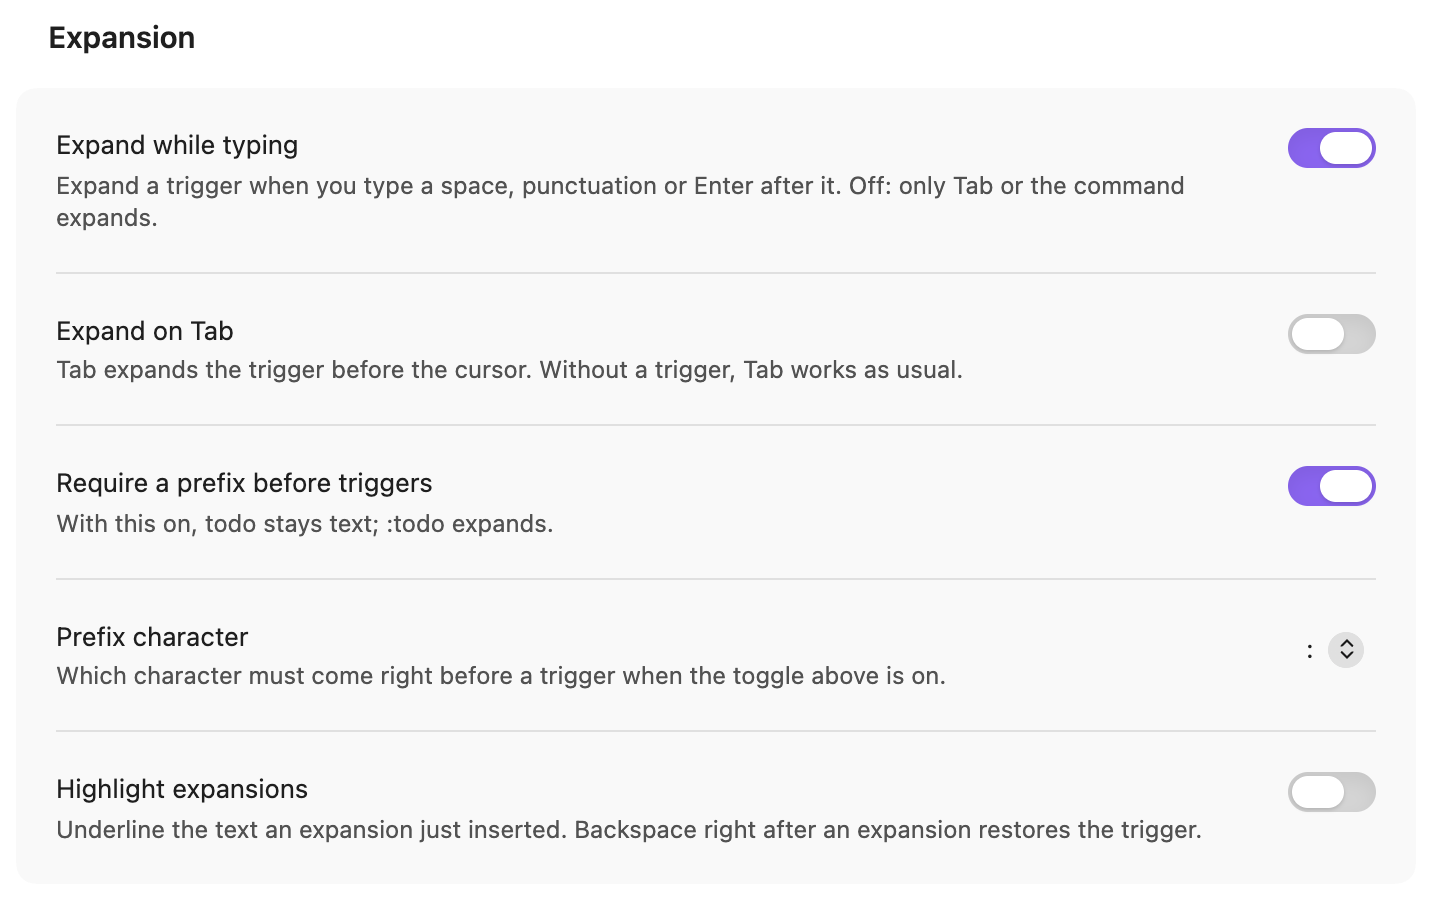 Expansion
Expand while typing
Expand a trigger when you type a space, punctuation or Enter after it. Off: only Tab or the command
expands.
Expand on Tab
Tab expands the trigger before the cursor. Without a trigger, Tab works as usual.
Require a prefix before triggers
With this on, todo stays text; :todo expands.
Prefix character
:
Which character must come right before a trigger when the toggle above is on.
Highlight expansions
Underline the text an expansion just inserted. Backspace right after an expansion restores the trigger.